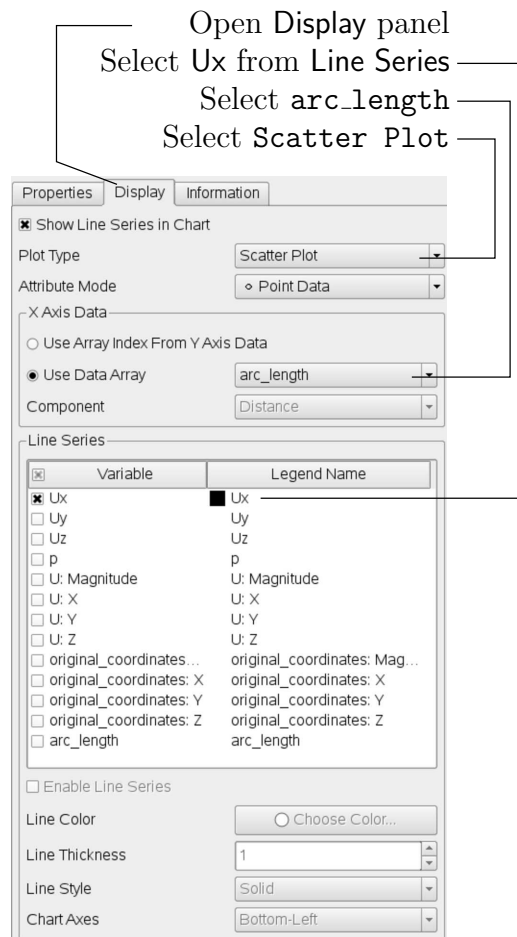 Open Display panel
Select Ux from Line Series
Select arc_length
Select Scatter Plot
Properties Display Information
Show Line Series in Chart
Plot Type Scatter Plot
Attribute Mode Point Data
X Axis Data
Use Array Index From Y Axis Data
Use Data Array arc_length
Component Distance
Line Series
Variable Legend Name
Ux Ux
Uy Uy
Uz Uz
p p
U: Magnitude U: Magnitude
U: X U: X
U: Y U: Y
U: Z U: Z
original_coordinates... original_coordinates: Mag...
original_coordinates: X original_coordinates: X
original_coordinates: Y original_coordinates: Y
original_coordinates: Z original_coordinates: Z
arc_length arc_length
Enable Line Series
Line Color Choose Color...
Line Thickness 1
Line Style Solid
Chart Axes Bottom-Left